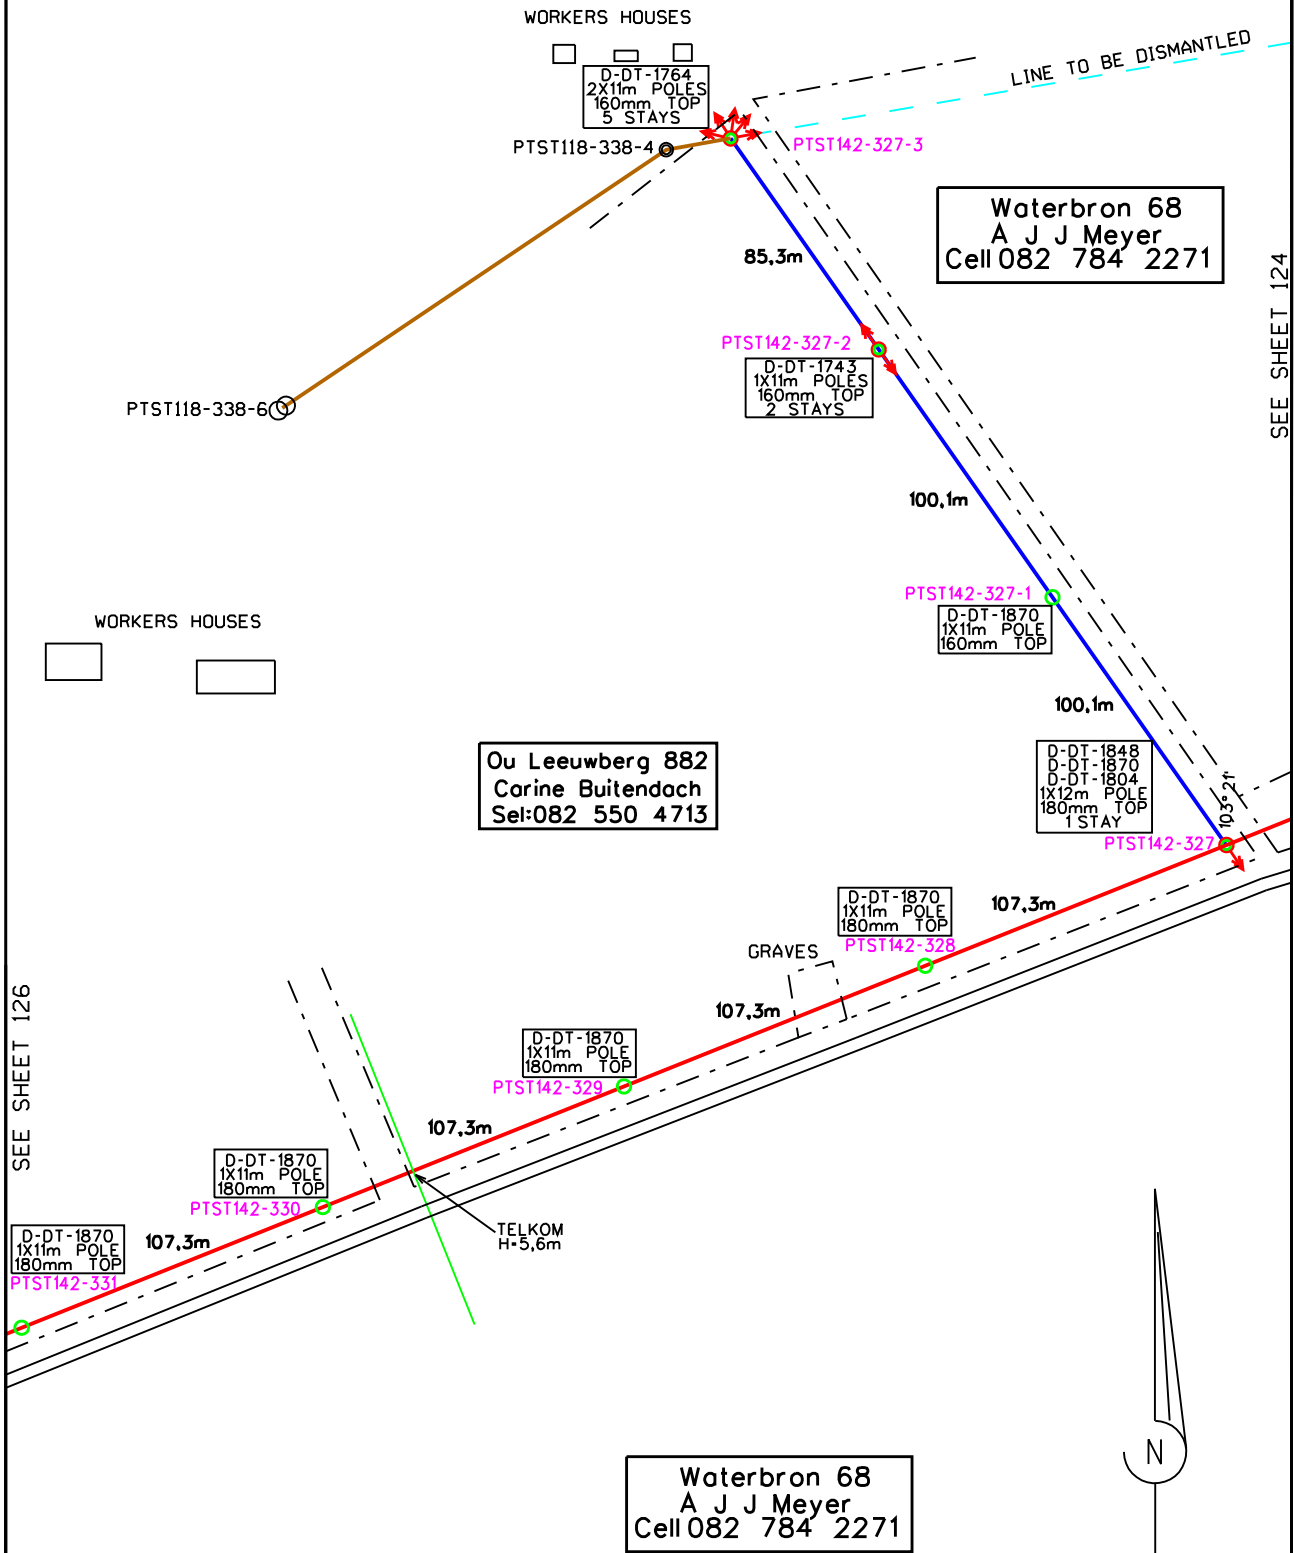 WORKERS HOUSES
LINE TO BE DISMANTLED
D-DT-1764
2X11m POLES
160mm TOP
5 STAYS
PTST118-338-4
PTST142-327-3
Waterbron 68
A J J Meyer
Cell 082 784 2271
85,3m
SEE SHEET 124
PTST142-327-2
D-DT-1743
1X11m POLES
160mm TOP
2 STAYS
PTST118-338-6
100,1m
PTST142-327-1
D-DT-1870
1X11m POLE
160mm TOP
WORKERS HOUSES
100,1m
Ou Leeuwberg 882
Carine Buitendach
Sel:082 550 4713
D-DT-1848
D-DT-1870
D-DT-1804
1X12m POLE
180mm TOP
1 STAY
103°21'
PTST142-327
107,3m
D-DT-1870
1X11m POLE
180mm TOP
PTST142-328
GRAVES
107,3m
SEE SHEET 126
D-DT-1870
1X11m POLE
180mm TOP
PTST142-329
107,3m
D-DT-1870
1X11m POLE
180mm TOP
PTST142-330
TELKOM
H=5,6m
107,3m
D-DT-1870
1X11m POLE
180mm TOP
PTST142-331
N
Waterbron 68
A J J Meyer
Cell 082 784 2271